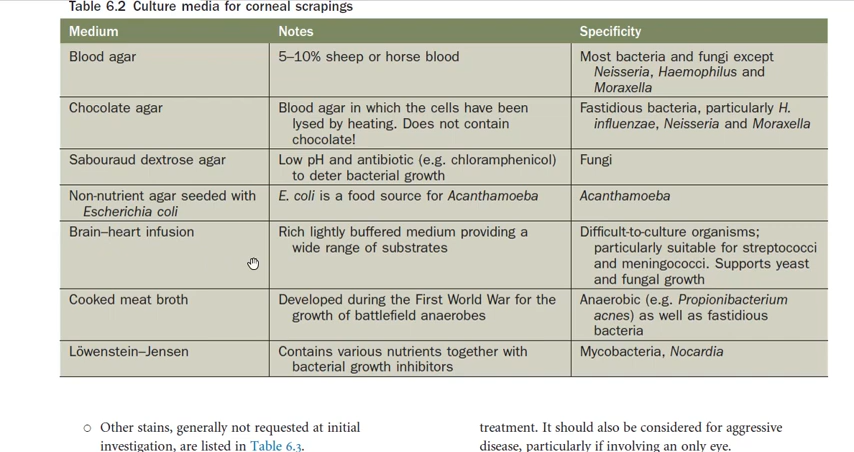 Table 6.2 Culture media for corneal scrapings
Medium Notes Specificity
Blood agar
5–10% sheep or horse blood
Most bacteria and fungi except
Neisseria, Haemophilus and
Moraxella
Chocolate agar
Blood agar in which the cells have been
lysed by heating. Does not contain
chocolate!
Fastidious bacteria, particularly H.
influenzae, Neisseria and Moraxella
Sabouraud dextrose agar
Low pH and antibiotic (e.g. chloramphenicol)
to deter bacterial growth
Fungi
Non-nutrient agar seeded with
Escherichia coli
E. coli is a food source for Acanthamoeba
Acanthamoeba
Brain–heart infusion
Rich lightly buffered medium providing a
wide range of substrates
Difficult-to-culture organisms;
particularly suitable for streptococci
and meningococci. Supports yeast
and fungal growth
Cooked meat broth
Developed during the First World War for the
growth of battlefield anaerobes
Anaerobic (e.g. Propionibacterium
acnes) as well as fastidious
bacteria
Löwenstein–Jensen
Contains various nutrients together with
bacterial growth inhibitors
Mycobacteria, Nocardia
○ Other stains, generally not requested at initial
investigation, are listed in Table 6.3.
treatment. It should also be considered for aggressive
disease, particularly if involving an only eye.